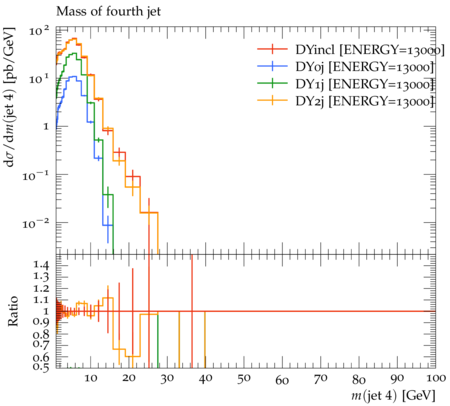 Mass of fourth jet
dσ/dm(jet 4) [pb/GeV]
10²
10¹
1
10⁻¹
10⁻²
DYincl [ENERGY=13000]
DY0j [ENERGY=13000]
DY1j [ENERGY=13000]
DY2j [ENERGY=13000]
Ratio
1.4
1.3
1.2
1.1
1
0.9
0.8
0.7
0.6
0.5
10 20 30 40 50 60 70 80 90 100
m(jet 4) [GeV]